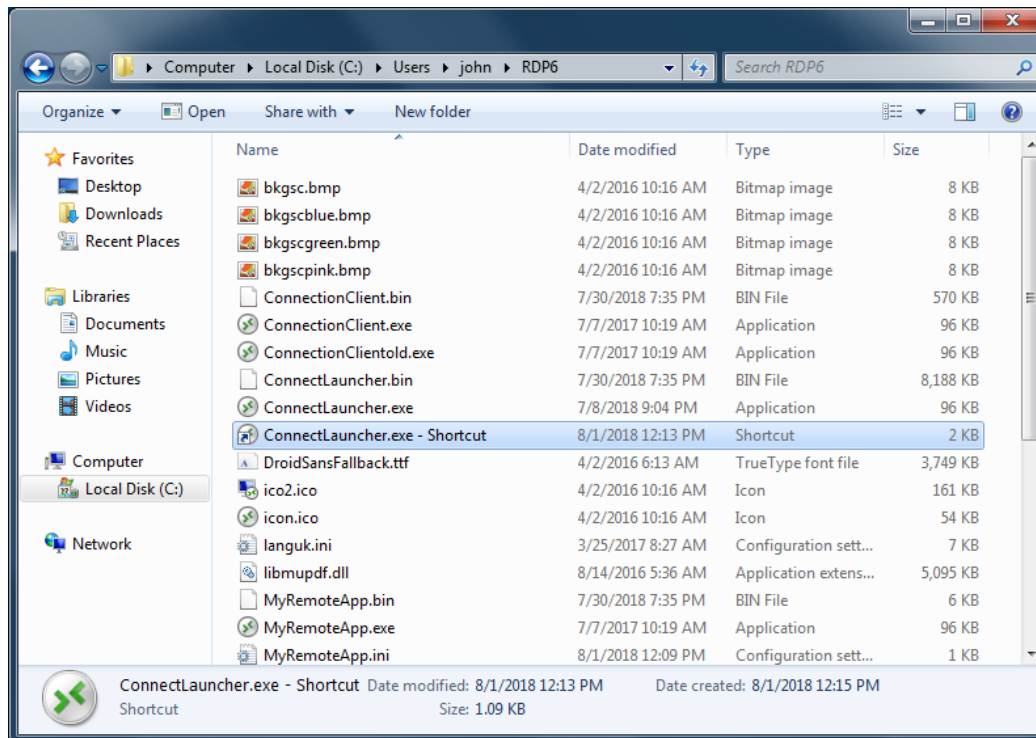 Computer Local Disk (C:) Users john RDP6 Search RDP6
Organize Open Share with New folder
Favorites
Desktop
Downloads
Recent Places
Libraries
Documents
Music
Pictures
Videos
Computer
Local Disk (C:)
Network
Name Date modified Type Size
bkgsc.bmp 4/2/2016 10:16 AM Bitmap image 8 KB
bkgscblue.bmp 4/2/2016 10:16 AM Bitmap image 8 KB
bkgscgreen.bmp 4/2/2016 10:16 AM Bitmap image 8 KB
bkgscpink.bmp 4/2/2016 10:16 AM Bitmap image 8 KB
ConnectionClient.bin 7/30/2018 7:35 PM BIN File 570 KB
ConnectionClient.exe 7/7/2017 10:19 AM Application 96 KB
ConnectionClientold.exe 7/7/2017 10:19 AM Application 96 KB
ConnectLauncher.bin 7/30/2018 7:35 PM BIN File 8,188 KB
ConnectLauncher.exe 7/8/2018 9:04 PM Application 96 KB
ConnectLauncher.exe - Shortcut 8/1/2018 12:13 PM Shortcut 2 KB
DroidSansFallback.ttf 4/2/2016 6:13 AM TrueType font file 3,749 KB
ico2.ico 4/2/2016 10:16 AM Icon 161 KB
icon.ico 4/2/2016 10:16 AM Icon 54 KB
languk.ini 3/25/2017 8:27 AM Configuration sett... 7 KB
libmupdf.dll 8/14/2016 5:36 AM Application extens... 5,095 KB
MyRemoteApp.bin 7/30/2018 7:35 PM BIN File 6 KB
MyRemoteApp.exe 7/7/2017 10:19 AM Application 96 KB
MyRemoteApp.ini 8/1/2018 12:09 PM Configuration sett... 1 KB
ConnectLauncher.exe - Shortcut Date modified: 8/1/2018 12:13 PM Date created: 8/1/2018 12:15 PM
Shortcut Size: 1.09 KB